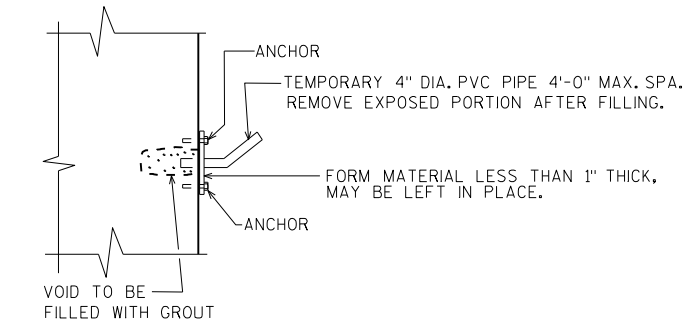 ANCHOR
TEMPORARY 4" DIA. PVC PIPE 4'-0" MAX. SPA.
REMOVE EXPOSED PORTION AFTER FILLING.
FORM MATERIAL LESS THAN 1" THICK,
MAY BE LEFT IN PLACE.
ANCHOR
VOID TO BE
FILLED WITH GROUT